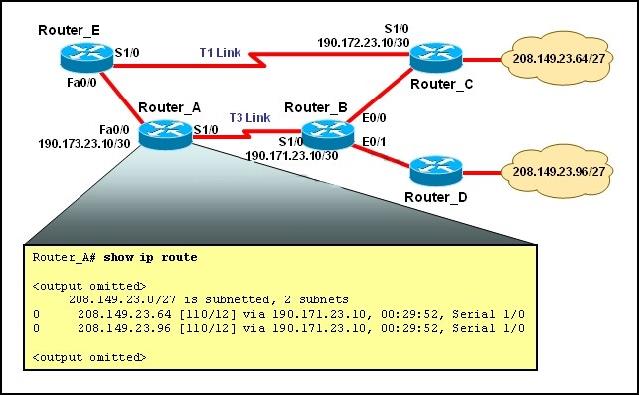 S1/0
Router_E
190.172.23.10/30
S1/0
T1 Link
208.149.23.64/27
Fa0/0
Router_C
Router_A
Router_B
Fa0/0
S1/0
T3 Link
E0/0
190.173.23.10/30
S1/0
E0/1
190.171.23.10/30
208.149.23.96/27
Router_D
Router_A# show ip route
<output omitted>
208.149.23.0/27 is subnetted, 2 subnets
O 208.149.23.64 [110/12] via 190.171.23.10, 00:29:52, Serial 1/0
O 208.149.23.96 [110/12] via 190.171.23.10, 00:29:52, Serial 1/0
<output omitted>